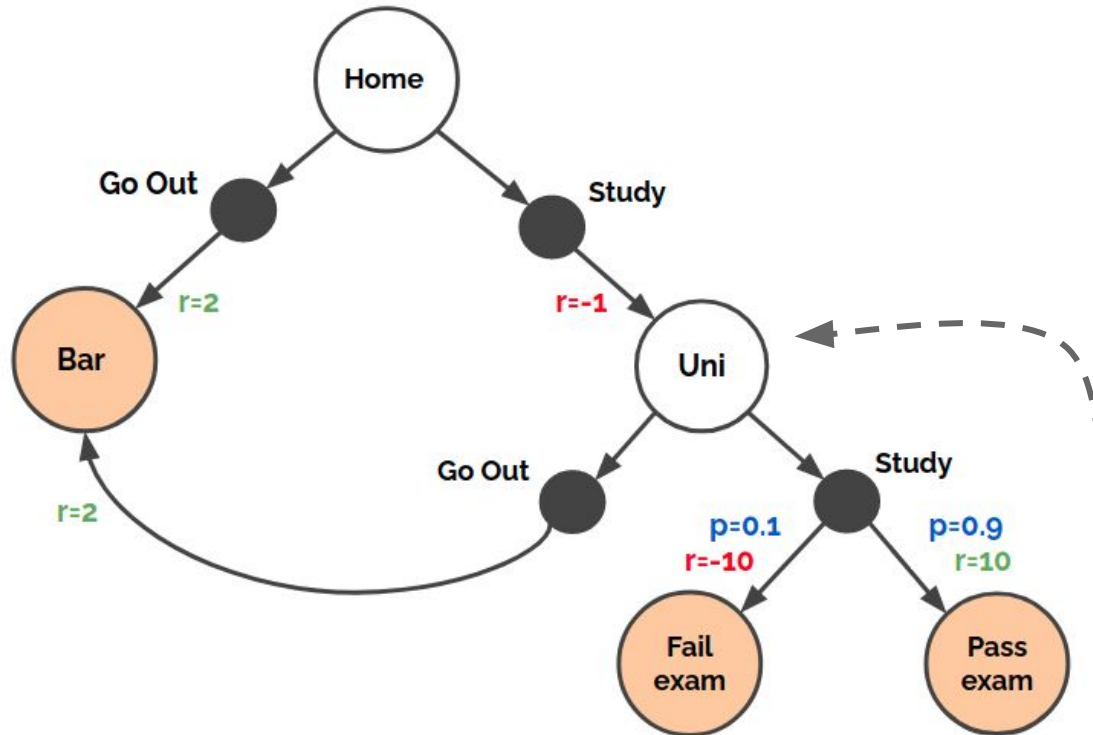 Home
Go Out
Study
r=2
r=-1
Bar
Uni
Go Out
Study
r=2
p=0.1
p=0.9
r=-10
r=10
Fail
exam
Pass
exam